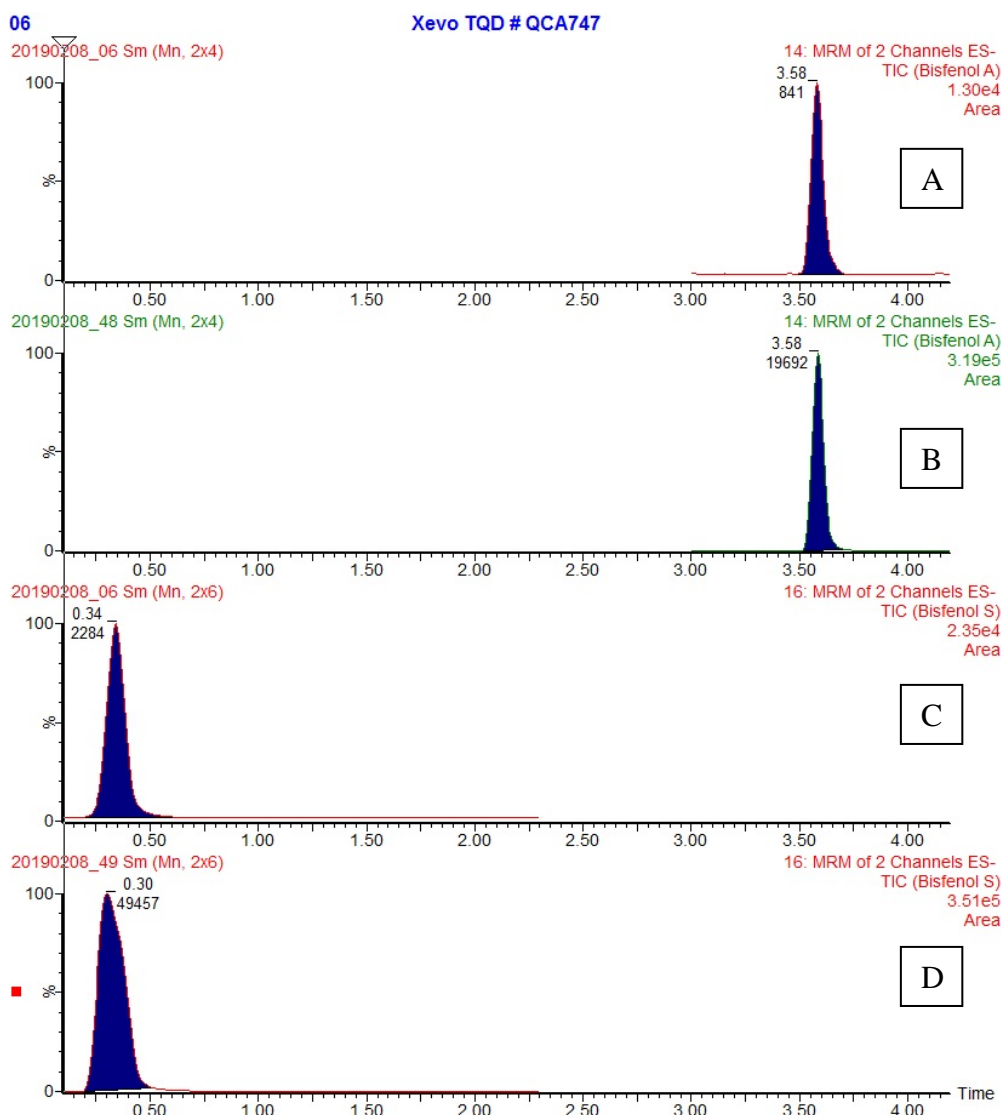 06
Xevo TQD # QCA747
20190208_06 Sm (Mn, 2x4)
14: MRM of 2 Channels ES-
TIC (Bisfenol A)
1.30e4
Area
3.58
841
100
%
0
A
0.50 1.00 1.50 2.00 2.50 3.00 3.50 4.00
20190208_48 Sm (Mn, 2x4)
14: MRM of 2 Channels ES-
TIC (Bisfenol A)
3.19e5
Area
3.58
19692
100
%
0
B
0.50 1.00 1.50 2.00 2.50 3.00 3.50 4.00
20190208_06 Sm (Mn, 2x6)
16: MRM of 2 Channels ES-
TIC (Bisfenol S)
2.35e4
Area
0.34
2284
100
%
0
C
0.50 1.00 1.50 2.00 2.50 3.00 3.50 4.00
20190208_49 Sm (Mn, 2x6)
16: MRM of 2 Channels ES-
TIC (Bisfenol S)
3.51e5
Area
0.30
49457
100
%
0
D
Time
0.50 1.00 1.50 2.00 2.50 3.00 3.50 4.00